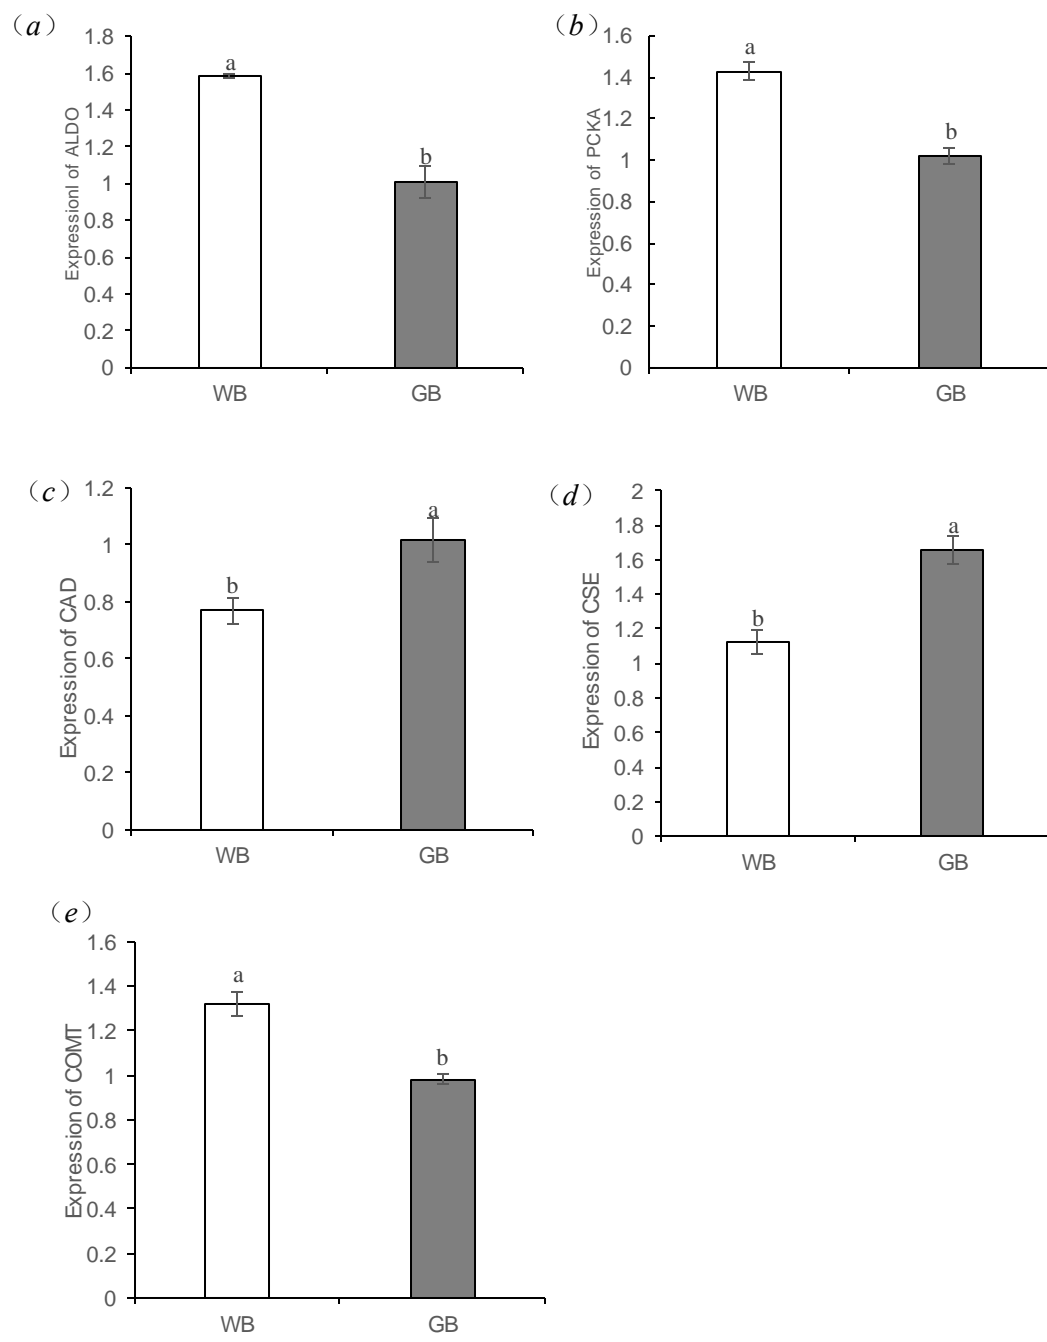 （a）
Expressionl of ALDO
1.8
1.6
1.4
1.2
1
0.8
0.6
0.4
0.2
0
a
b
WB GB
（b）
Expression of PCKA
1.6
1.4
1.2
1
0.8
0.6
0.4
0.2
0
a
b
WB GB
（c）
Expression of CAD
1.2
1
0.8
0.6
0.4
0.2
0
b
a
WB GB
（d）
Expression of CSE
2
1.8
1.6
1.4
1.2
1
0.8
0.6
0.4
0.2
0
b
a
WB GB
（e）
Expression of COMT
1.6
1.4
1.2
1
0.8
0.6
0.4
0.2
0
a
b
WB GB